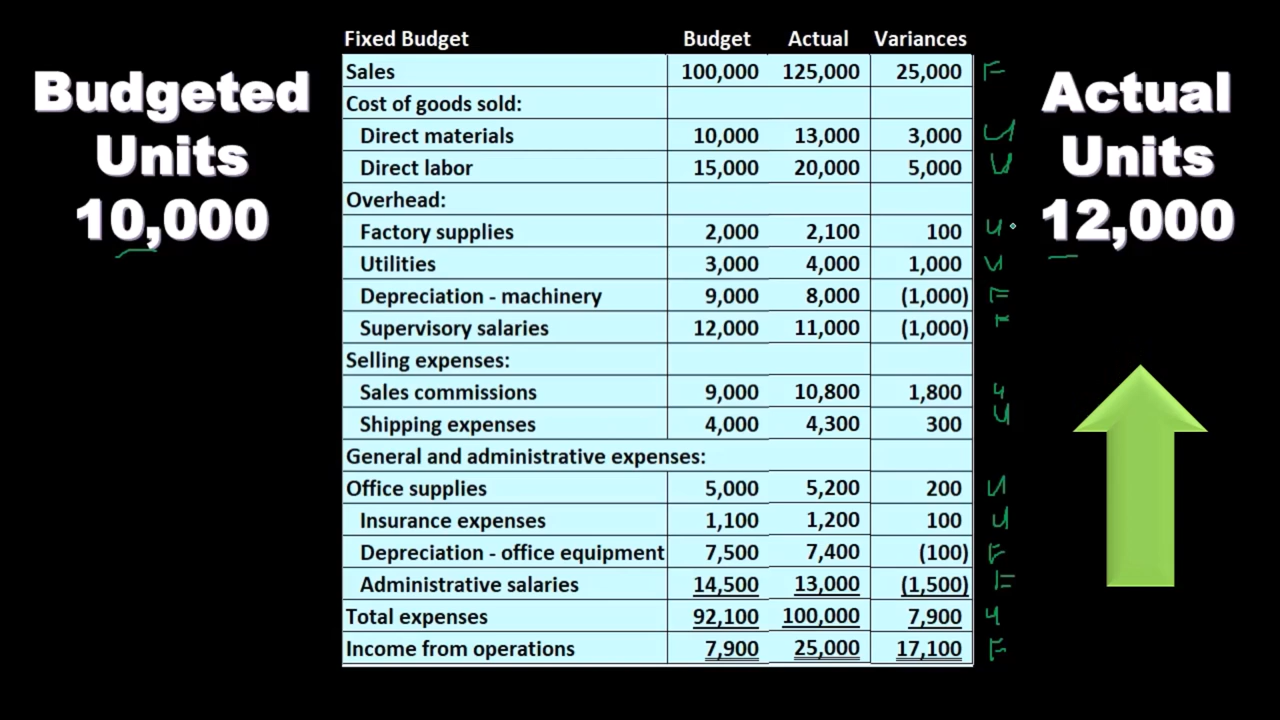 Budgeted
Units
10,000
Fixed Budget Budget Actual Variances
Sales 100,000 125,000 25,000 F
Cost of goods sold:
Direct materials 10,000 13,000 3,000 U
Direct labor 15,000 20,000 5,000 U
Overhead:
Factory supplies 2,000 2,100 100 U
Utilities 3,000 4,000 1,000 U
Depreciation - machinery 9,000 8,000 (1,000) F
Supervisory salaries 12,000 11,000 (1,000) F
Selling expenses:
Sales commissions 9,000 10,800 1,800 U
Shipping expenses 4,000 4,300 300 U
General and administrative expenses:
Office supplies 5,000 5,200 200 U
Insurance expenses 1,100 1,200 100 U
Depreciation - office equipment 7,500 7,400 (100) F
Administrative salaries 14,500 13,000 (1,500) F
Total expenses 92,100 100,000 7,900 U
Income from operations 7,900 25,000 17,100 F
Actual
Units
12,000